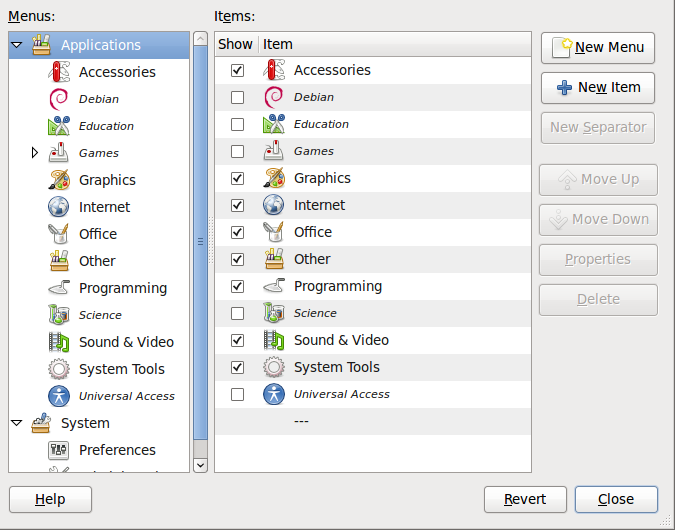 Menus:
Applications
Accessories
Debian
Education
Games
Graphics
Internet
Office
Other
Programming
Science
Sound & Video
System Tools
Universal Access
System
Preferences
Items:
Show Item
Accessories
Debian
Education
Games
Graphics
Internet
Office
Other
Programming
Science
Sound & Video
System Tools
Universal Access
---
New Menu
New Item
New Separator
Move Up
Move Down
Properties
Delete
Help
Revert
Close